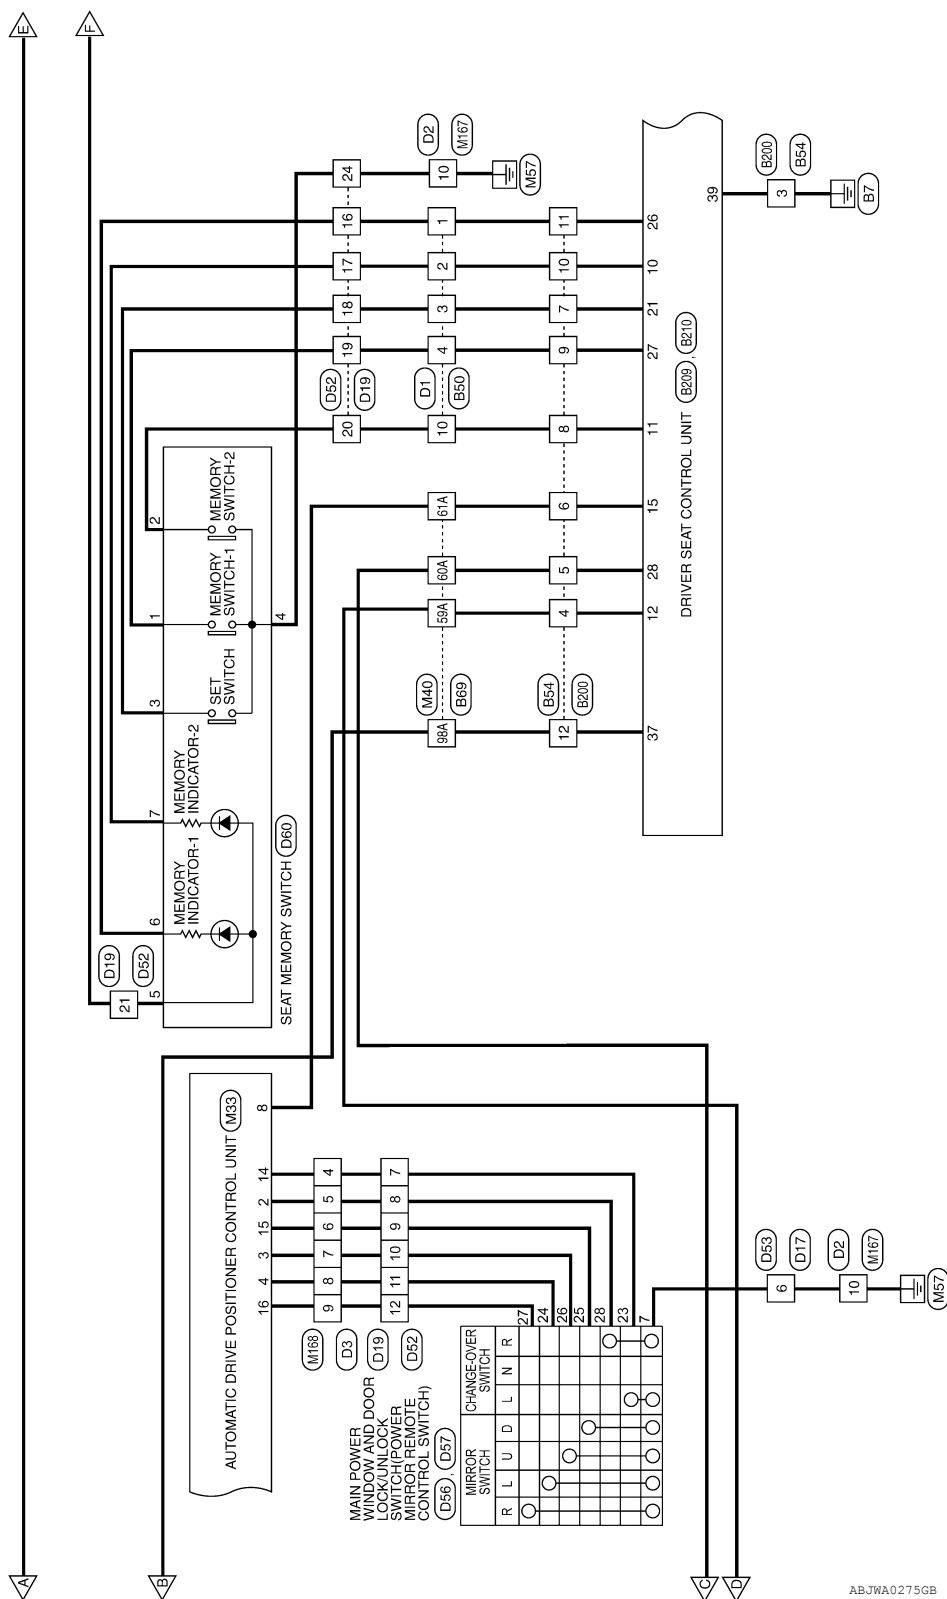 E
F
A
B
C
D
D19
D52
21
5
6
7
3
1
2
4
MEMORY
INDICATOR-1
MEMORY
INDICATOR-2
SET
SWITCH
MEMORY
SWITCH-1
MEMORY
SWITCH-2
SEAT MEMORY SWITCH
D60
D52
D19
20
19
18
17
16
24
D1
B50
10
4
3
2
1
D2
M167
10
M57
M40
B69
98A
59A
60A
61A
B54
B200
12
4
5
6
8
9
7
10
11
37
12
28
15
11
27
21
10
26
39
DRIVER SEAT CONTROL UNIT
B209
,
B210
B200
B54
3
B7
AUTOMATIC DRIVE POSITIONER CONTROL UNIT
M33
16
4
3
15
2
14
8
M168
D3
9
8
7
6
5
4
D19
D52
12
11
10
9
8
7
MAIN POWER
WINDOW AND DOOR
LOCK/UNLOCK
SWITCH(POWER
MIRROR REMOTE
CONTROL SWITCH)
D56
,
D57
MIRROR
SWITCH
CHANGE-OVER
SWITCH
R L U D L N R
27
24
26
25
28
23
7
D53
D17
6
D2
M167
10
M57
ABJWA0275GB